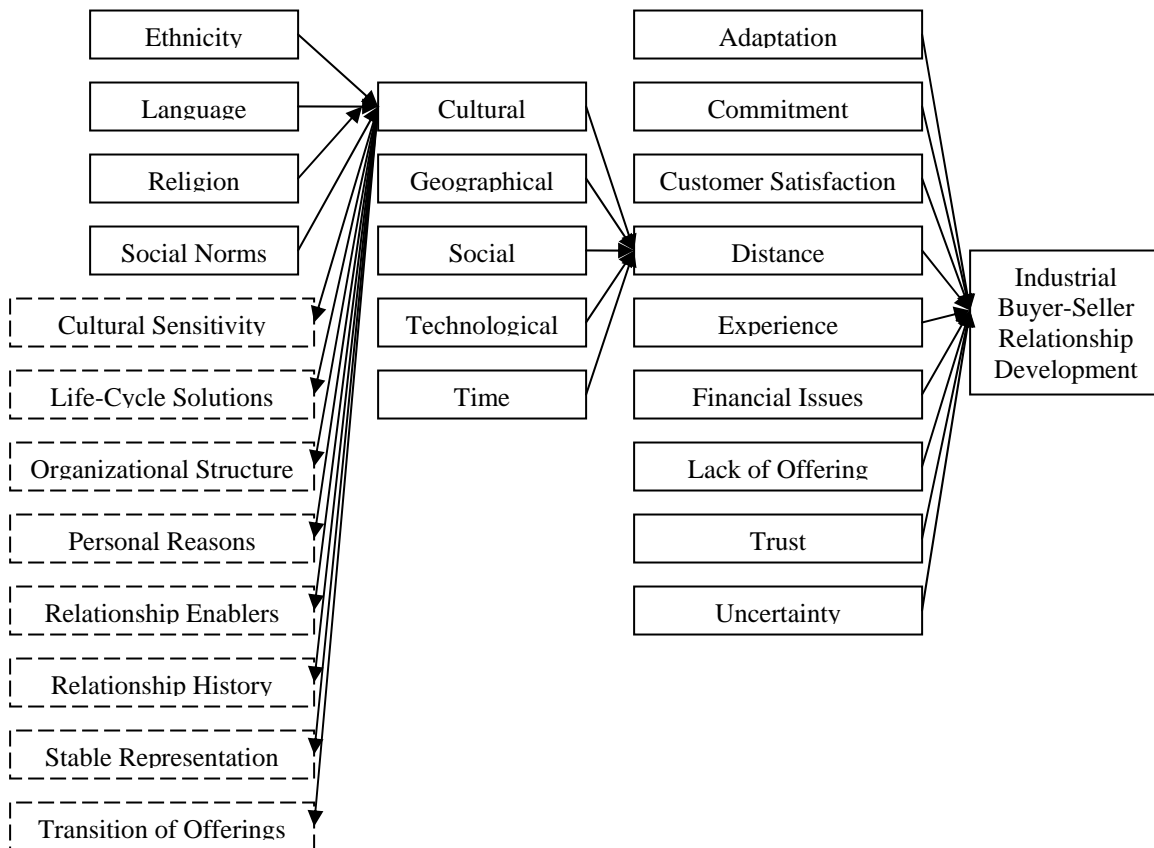 Ethnicity
Language
Religion
Social Norms
Cultural Sensitivity
Life-Cycle Solutions
Organizational Structure
Personal Reasons
Relationship Enablers
Relationship History
Stable Representation
Transition of Offerings
Cultural
Geographical
Social
Technological
Time
Adaptation
Commitment
Customer Satisfaction
Distance
Experience
Financial Issues
Lack of Offering
Trust
Uncertainty
Industrial
Buyer-Seller
Relationship
Development